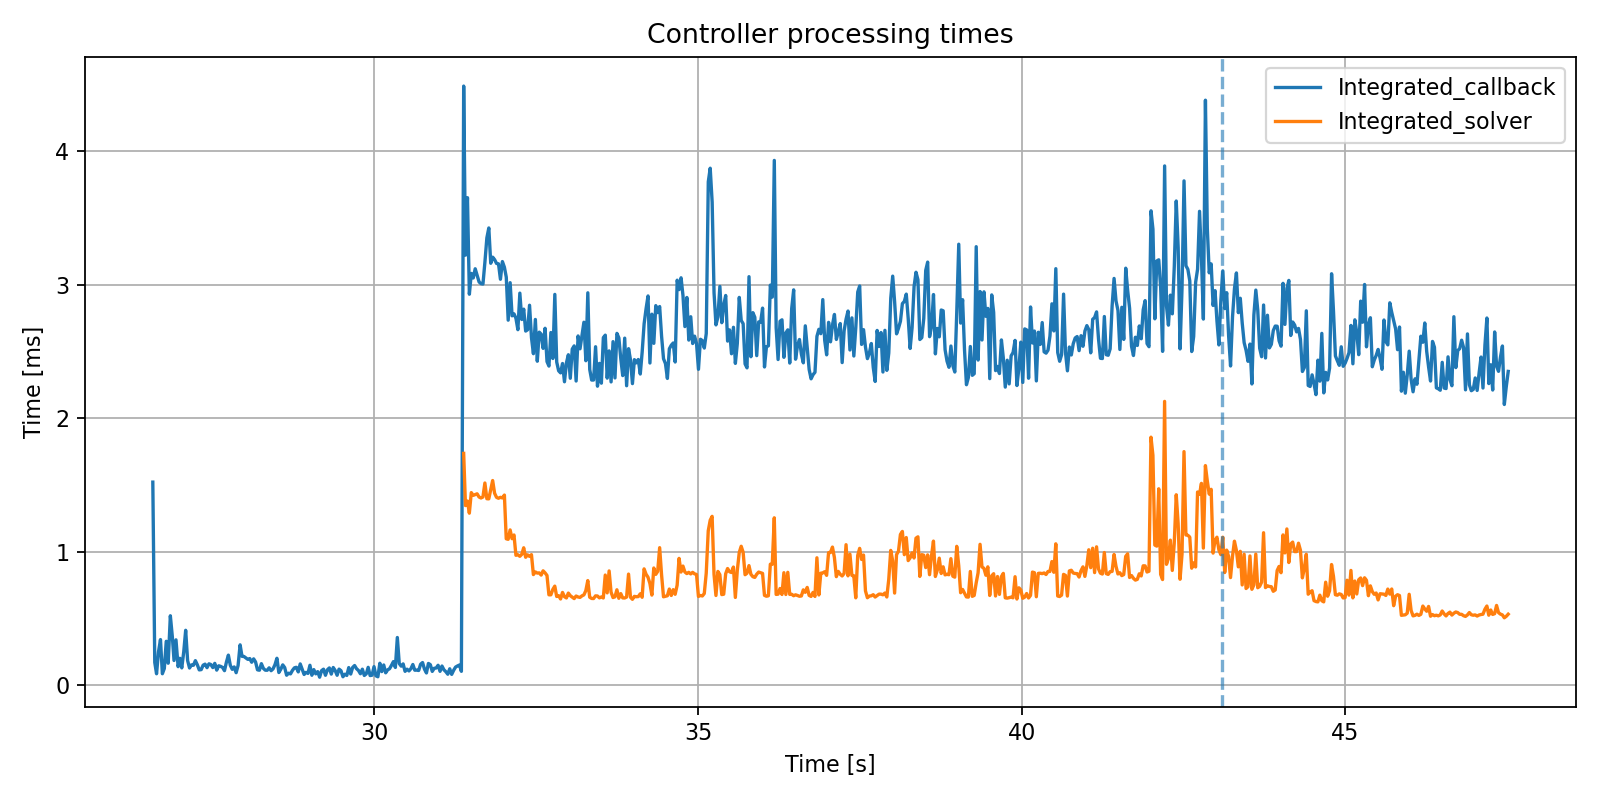 Controller processing times
Integrated_callback
Integrated_solver
Time [ms]
4
3
2
1
0
30
35
40
45
Time [s]